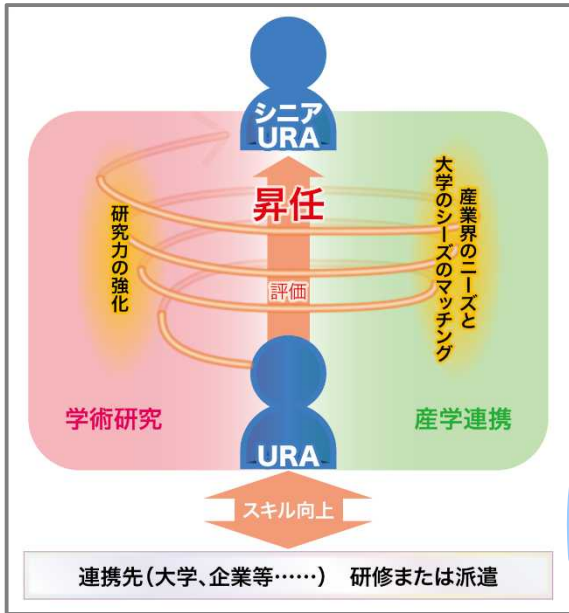 シニア
URA
昇任
評価
研究力の強化
産業界のニーズと
大学のシーズのマッチング
学術研究
産学連携
URA
スキル向上
連携先(大学、企業等……) 研修または派遣